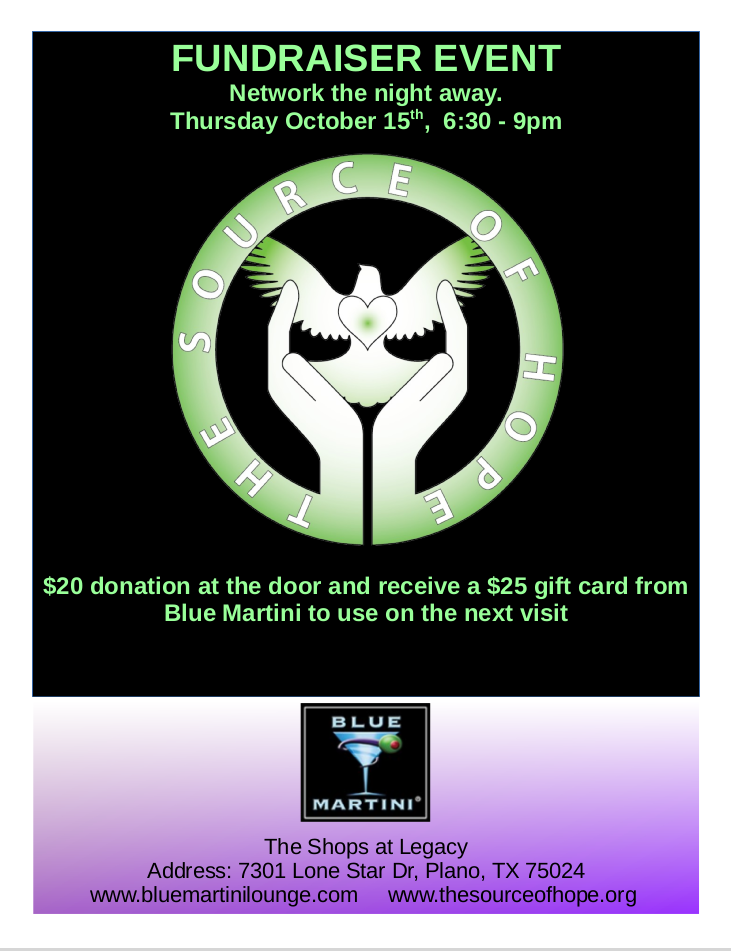 FUNDRAISER EVENT
Network the night away.
Thursday October 15th, 6:30 - 9pm
THE SOURCE OF HOPE
$20 donation at the door and receive a $25 gift card from
Blue Martini to use on the next visit
BLUE
MARTINI®
The Shops at Legacy
Address: 7301 Lone Star Dr, Plano, TX 75024
www.bluemartinilounge.com www.thesourceofhope.org